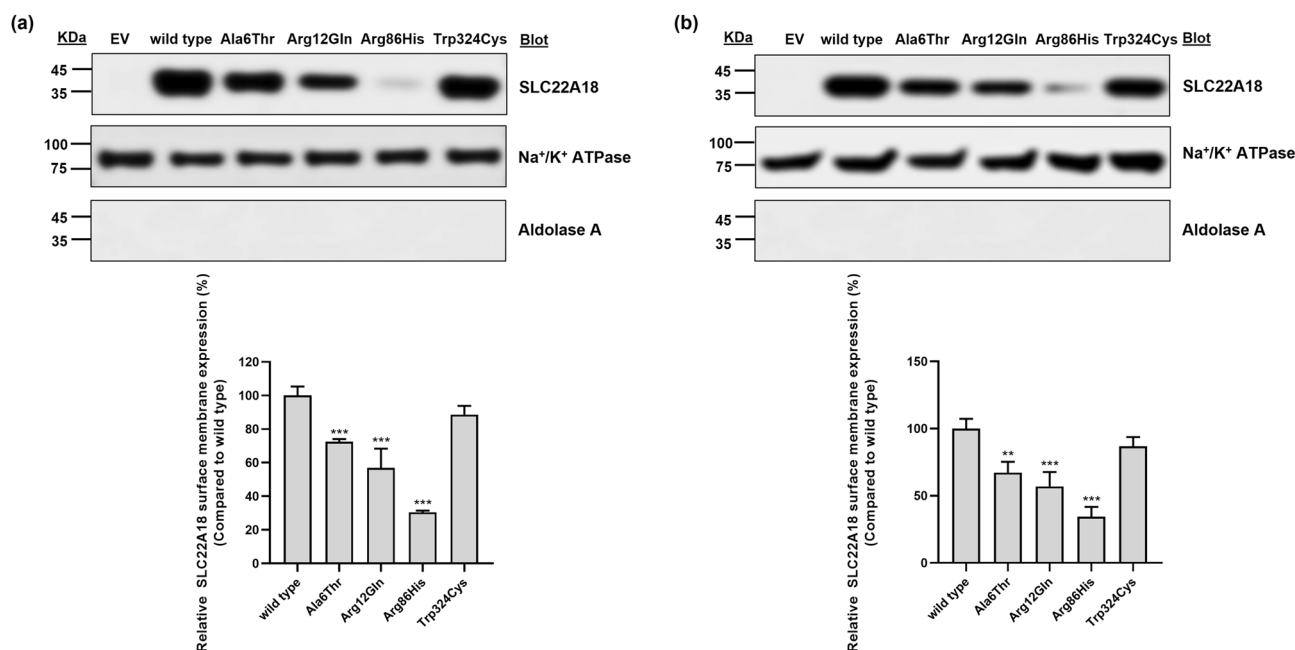 (a)
KDa EV wild type Ala6Thr Arg12Gln Arg86His Trp324Cys Blot
45
35
SLC22A18
100
75
Na⁺/K⁺ ATPase
45
35
Aldolase A
Relative SLC22A18 surface membrane expression (%)
(Compared to wild type)
120
100
80
60
40
20
0
***
***
***
wild type
Ala6Thr
Arg12Gln
Arg86His
Trp324Cys
(b)
KDa EV wild type Ala6Thr Arg12Gln Arg86His Trp324Cys Blot
45
35
SLC22A18
100
75
Na⁺/K⁺ ATPase
45
35
Aldolase A
Relative SLC22A18 surface membrane expression (%)
(Compared to wild type)
150
100
50
0
**
***
***
wild type
Ala6Thr
Arg12Gln
Arg86His
Trp324Cys